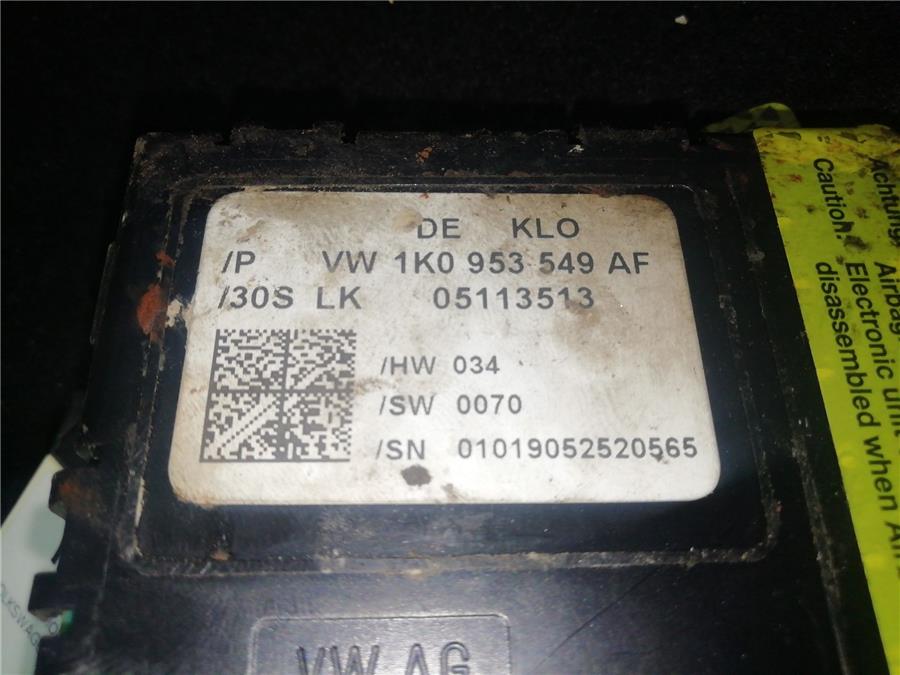 DE KLO
/P VW 1K0 953 549 AF
/30S LK 05113513
/HW 034
/SW 0070
/SN 01019052520565
VW AG
Achtung,
Airbag
Caution.
Electronic unit
disassembled when